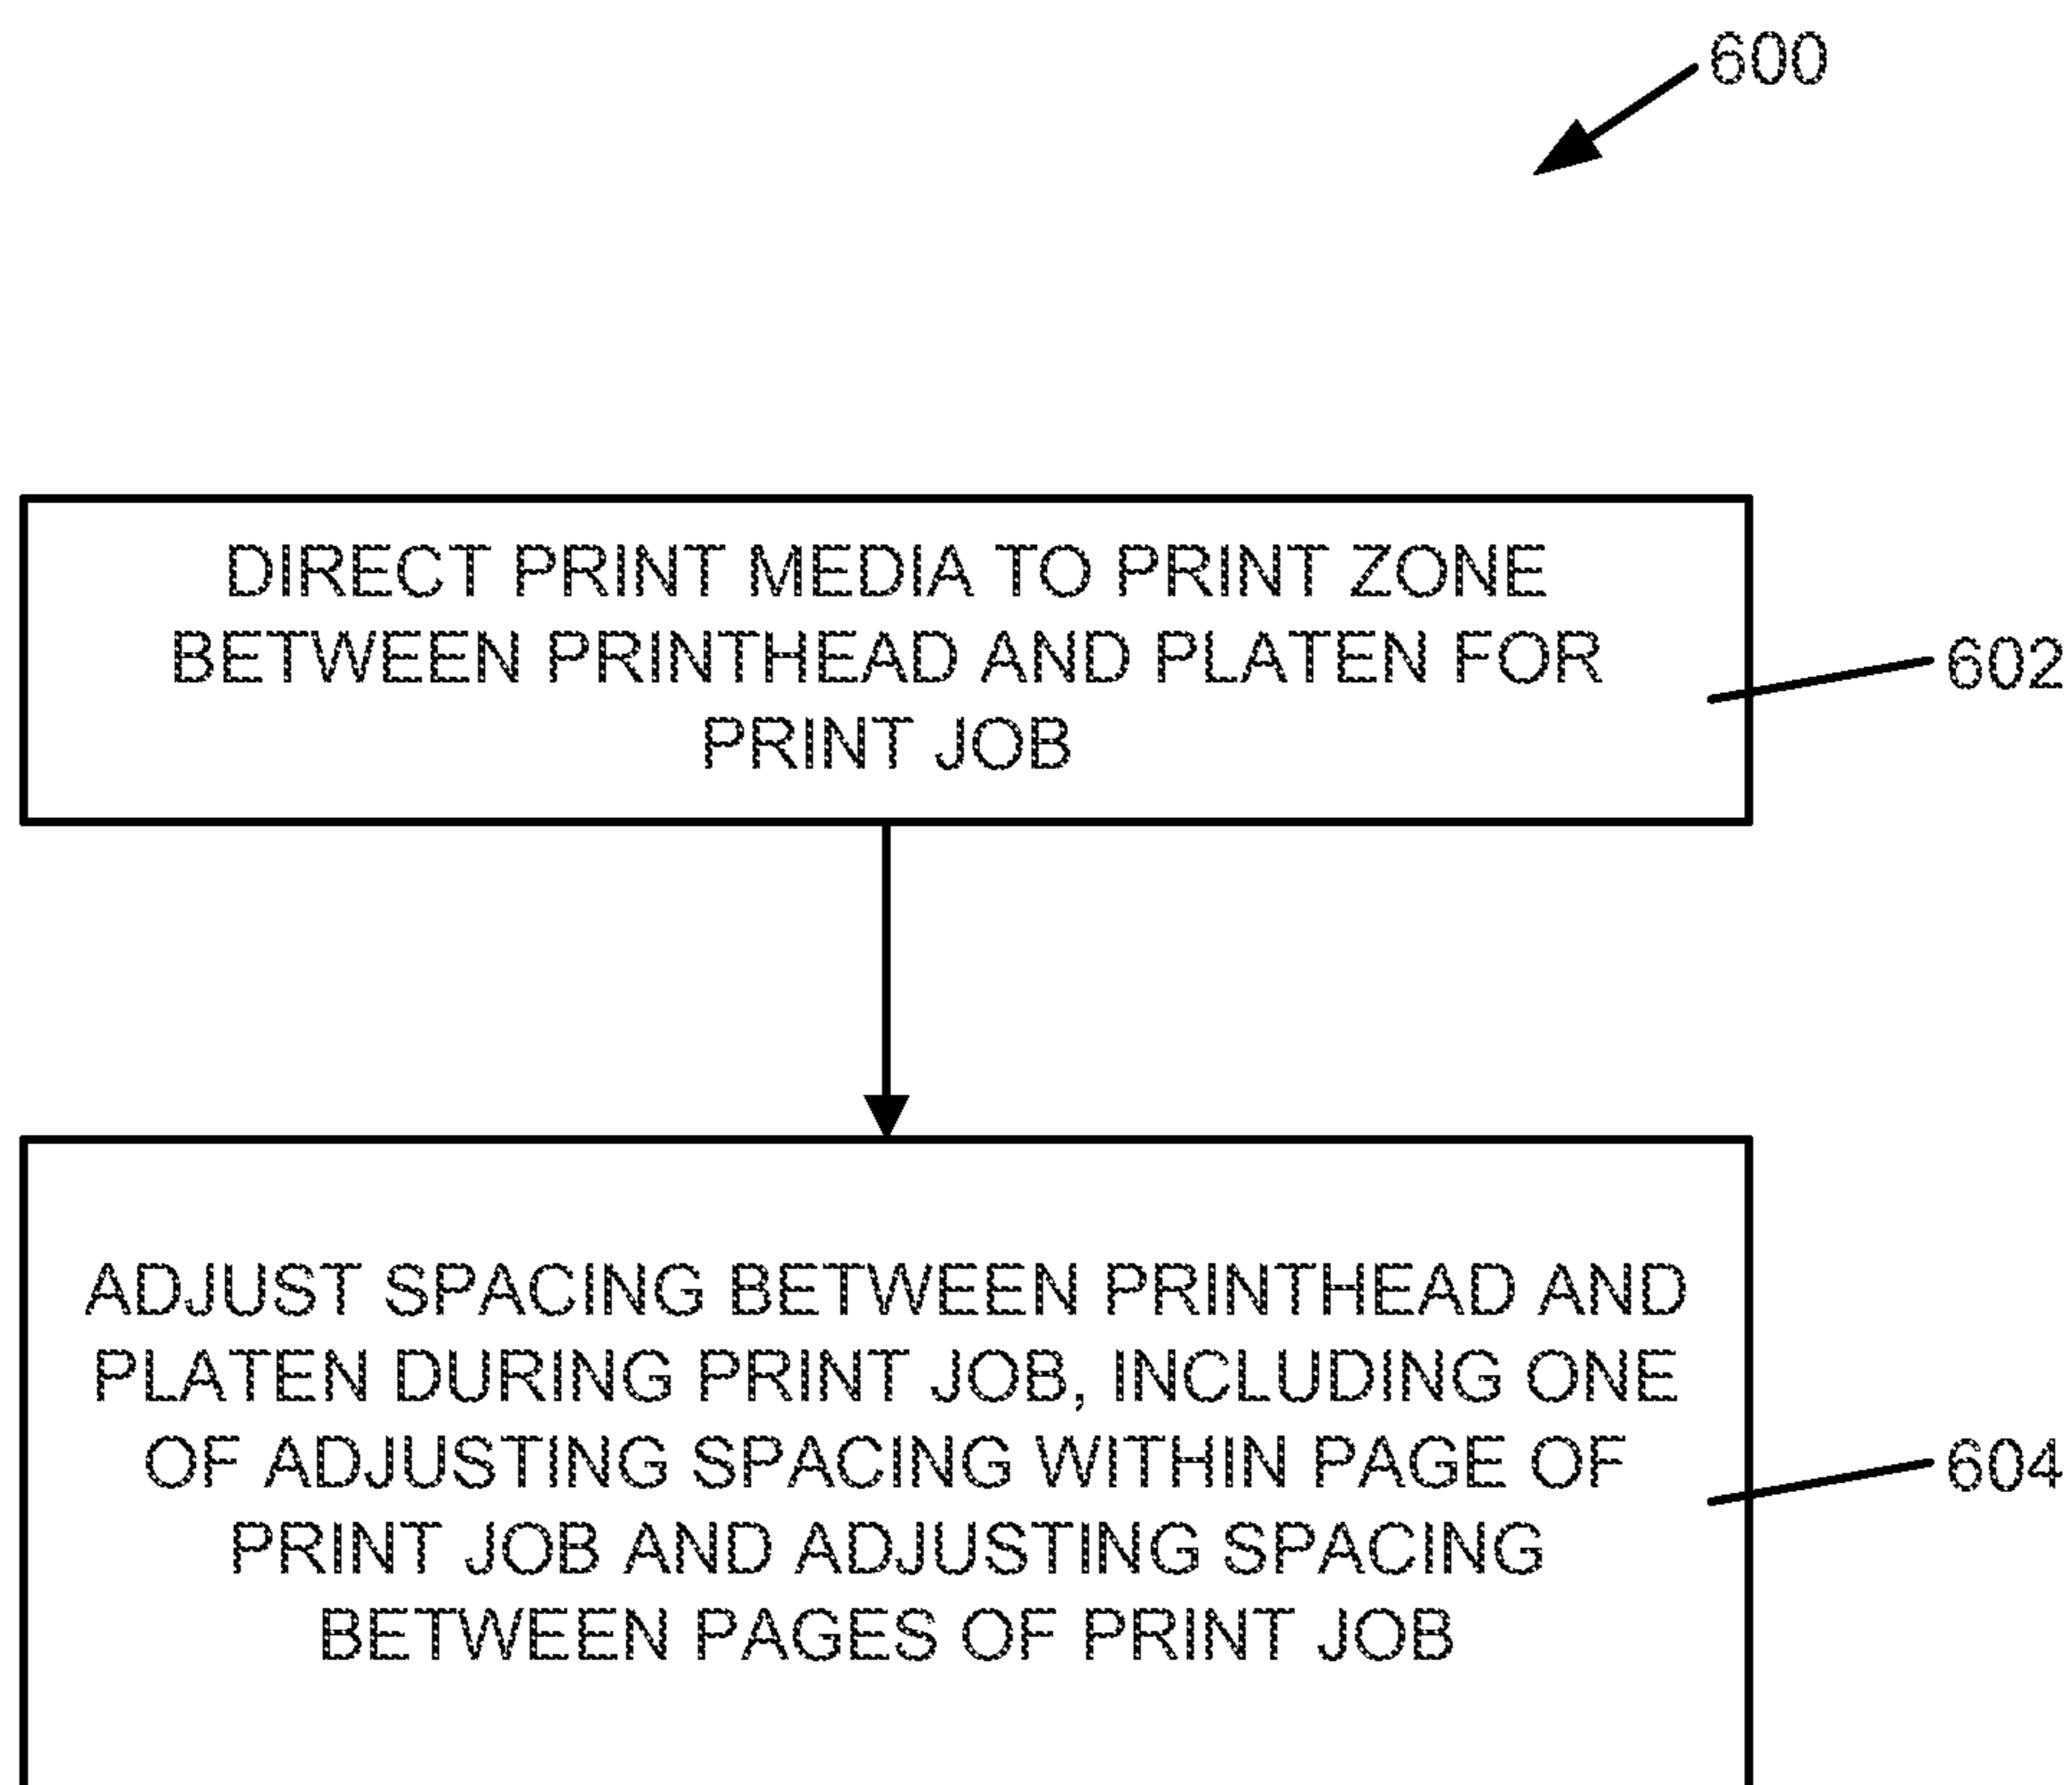 600
DIRECT PRINT MEDIA TO PRINT ZONE
BETWEEN PRINTHEAD AND PLATEN FOR
PRINT JOB
602
ADJUST SPACING BETWEEN PRINTHEAD AND
PLATEN DURING PRINT JOB, INCLUDING ONE
OF ADJUSTING SPACING WITHIN PAGE OF
PRINT JOB AND ADJUSTING SPACING
BETWEEN PAGES OF PRINT JOB
604